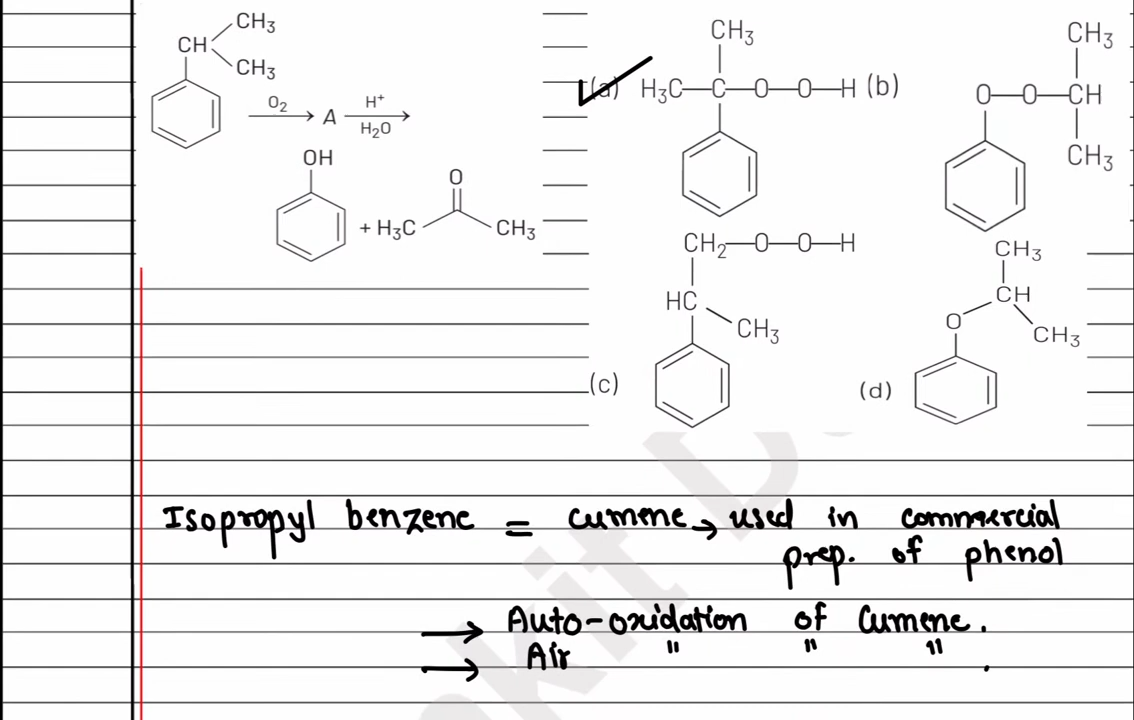 CH₃
CH
CH₃
O₂ A H⁺
H₂O
OH
O
+ H₃C CH₃
(a) CH₃
H₃C—C—O—O—H
(b) O—O—CH
CH₃
CH₃
(c) CH₂—O—O—H
HC
CH₃
(d) CH₃
CH
O
CH₃
Isopropyl benzene = cumene → used in commercial
prep. of phenol
→ Auto-oxidation of Cumene.
→ Air " " " .